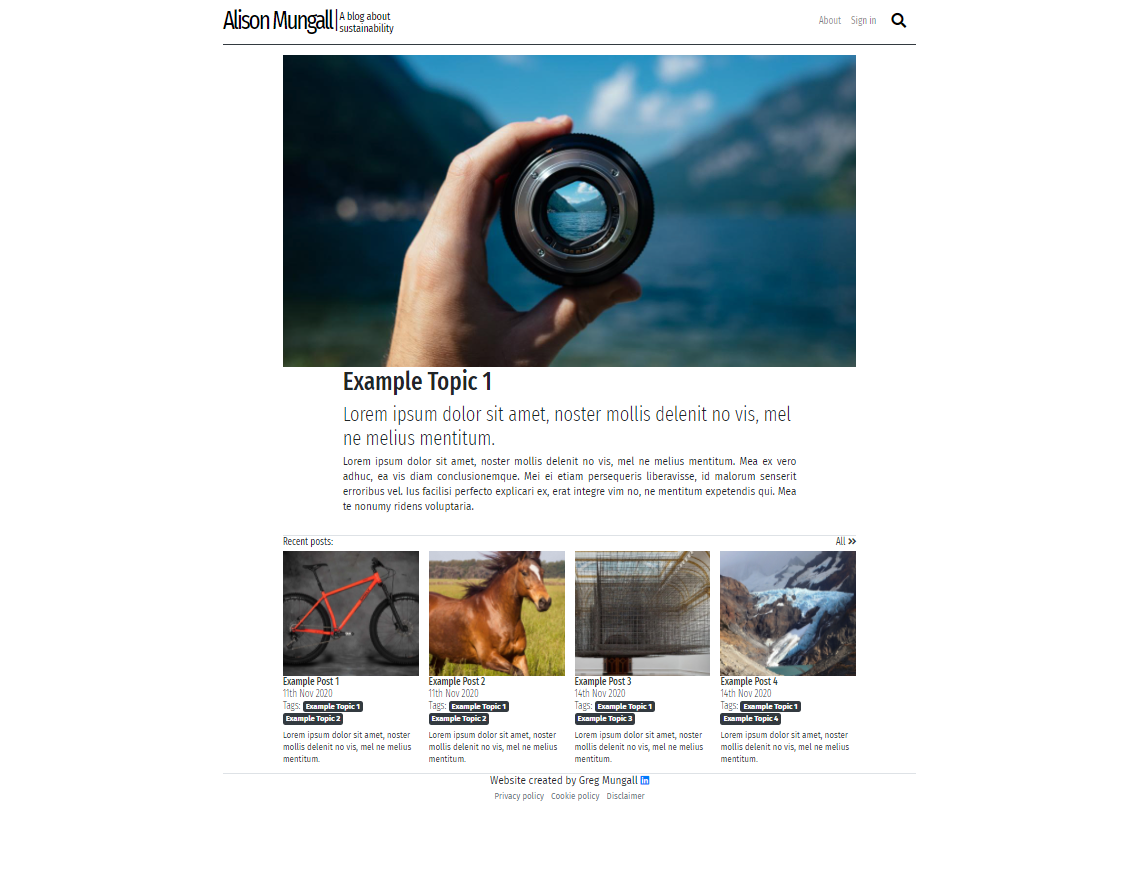 Alison Mungall
A blog about
sustainability
About Sign in
Example Topic 1
Lorem ipsum dolor sit amet, noster mollis delenit no vis, mel
ne melius mentitum.
Lorem ipsum dolor sit amet, noster mollis delenit no vis, mel ne melius mentitum. Mea ex vero
adhuc, ea vis diam conclusionemque. Mei ei etiam persequeris liberavisse, id malorum senserit
erroribus vel. Ius facilisi perfecto explicari ex, erat integre vim no, ne mentitum expetendis qui. Mea
te nonumy ridens voluptaria.
Recent posts: All »
Example Post 1
11th Nov 2020
Tags: Example Topic 1
Example Topic 2
Lorem ipsum dolor sit amet, noster
mollis delenit no vis, mel ne melius
mentitum.
Example Post 2
11th Nov 2020
Tags: Example Topic 1
Example Topic 2
Lorem ipsum dolor sit amet, noster
mollis delenit no vis, mel ne melius
mentitum.
Example Post 3
14th Nov 2020
Tags: Example Topic 1
Example Topic 3
Lorem ipsum dolor sit amet, noster
mollis delenit no vis, mel ne melius
mentitum.
Example Post 4
14th Nov 2020
Tags: Example Topic 1
Example Topic 4
Lorem ipsum dolor sit amet, noster
mollis delenit no vis, mel ne melius
mentitum.
Website created by Greg Mungall in
Privacy policy Cookie policy Disclaimer